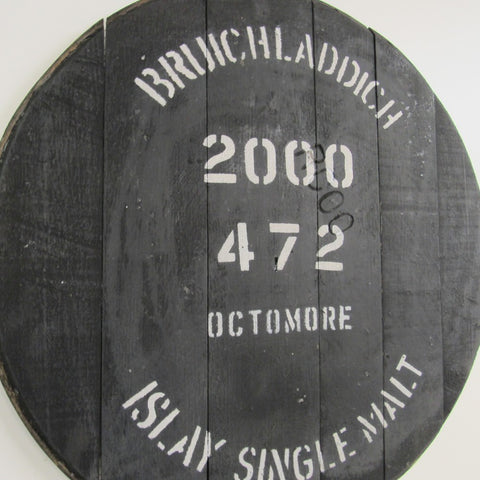 BRUICHLADDICH
2000
472
OCTOMORE
ISLAY SINGLE MALT